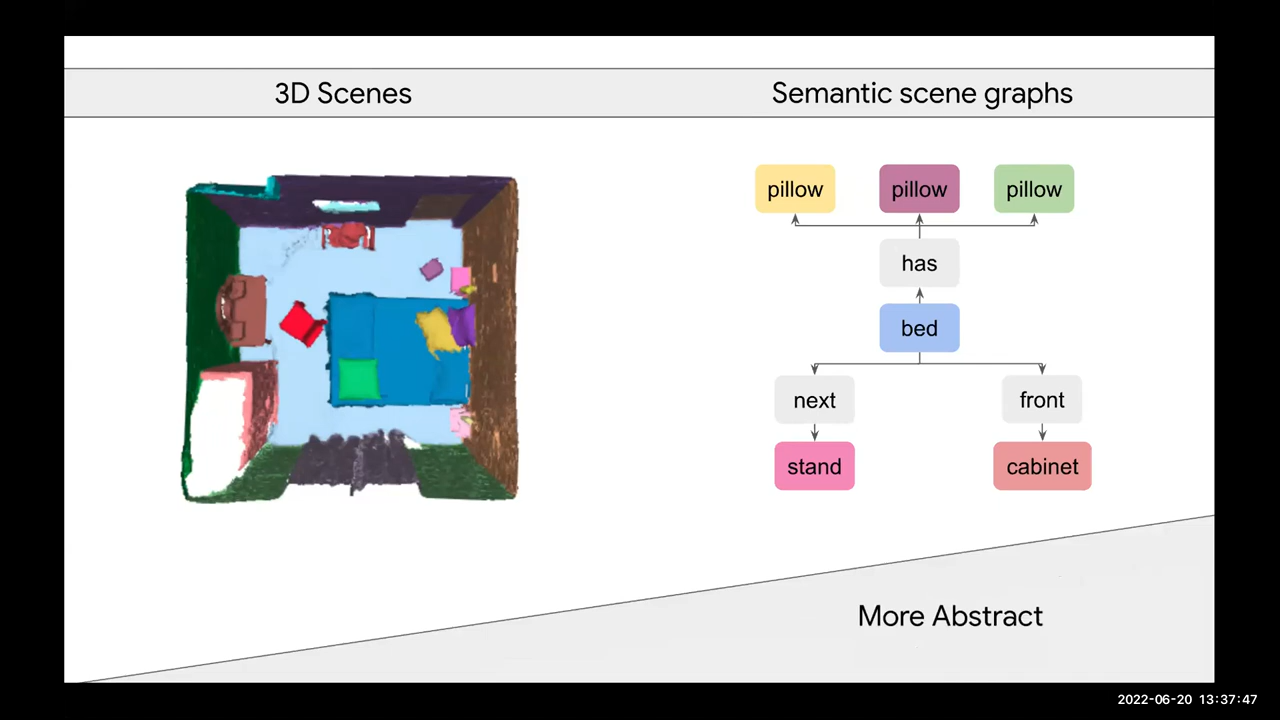 3D Scenes
Semantic scene graphs
pillow
pillow
pillow
has
bed
next
front
stand
cabinet
More Abstract
2022-06-20 13:37:47